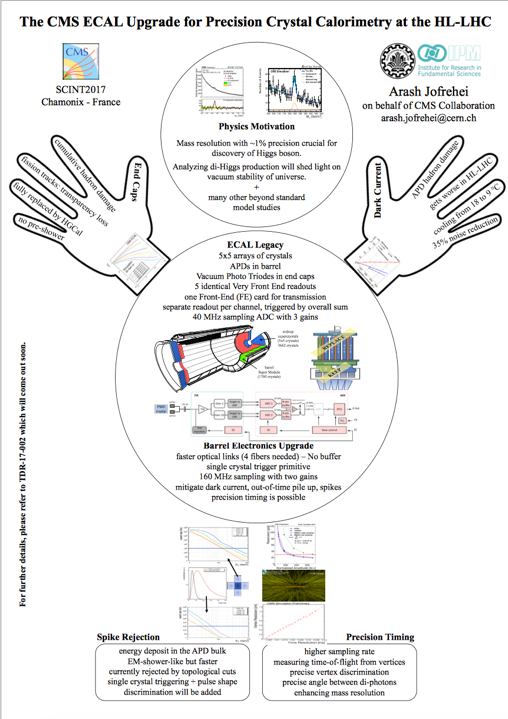 The CMS ECAL Upgrade for Precision Crystal Calorimetry at the HL-LHC
CMS
SCINT2017
Chamonix - France
IPM
Institute for Research in
Fundamental Sciences
Arash Jofrehei
on behalf of CMS Collaboration
arash.jofrehei@cern.ch
Physics Motivation
Mass resolution with ~1% precision crucial for
discovery of Higgs boson.
Analyzing di-Higgs production will shed light on
vacuum stability of universe.
+
many other beyond standard
model studies
End Caps
cumulative hadron damage
fission tracks: transparency loss
fully replaced by HGCal
no pre-shower
Dark Current
APD hadron damage
gets worse in HL-LHC
cooling from 18 to 9 °C
35% noise reduction
ECAL Legacy
5x5 arrays of crystals
APDs in barrel
Vacuum Photo Triodes in end caps
5 identical Very Front End readouts
one Front-End (FE) card for transmission
separate readout per channel, triggered by overall sum
40 MHz sampling ADC with 3 gains
endcap
supercrystals
(5x5 crystals)
barrel
Super Module
(1700 crystals)
REPLACE
KEEP
Barrel Electronics Upgrade
faster optical links (4 fibers needed) – No buffer
single crystal trigger primitive
160 MHz sampling with two gains
mitigate dark current, out-of-time pile up, spikes
precision timing is possible
For further details, please refer to TDR-17-002 which will come out soon.
Spike Rejection
energy deposit in the APD bulk
EM-shower-like but faster
currently rejected by topological cuts
single crystal triggering + pulse shape
discrimination will be added
Precision Timing
higher sampling rate
measuring time-of-flight from vertices
precise vertex discrimination
precise angle between di-photons
enhancing mass resolution